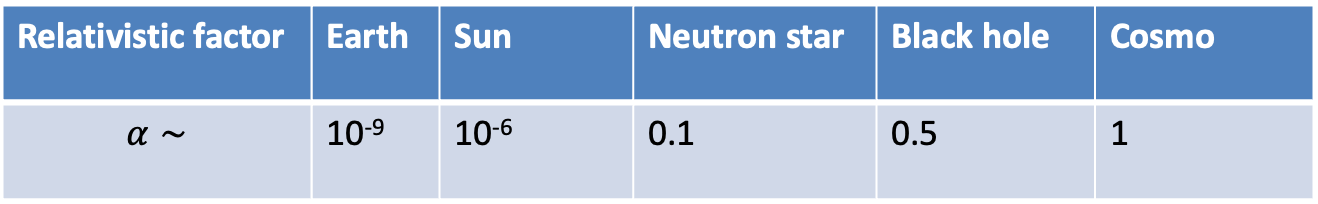 Relativistic factor Earth Sun Neutron star Black hole Cosmo
α ~ 10⁻⁹ 10⁻⁶ 0.1 0.5 1